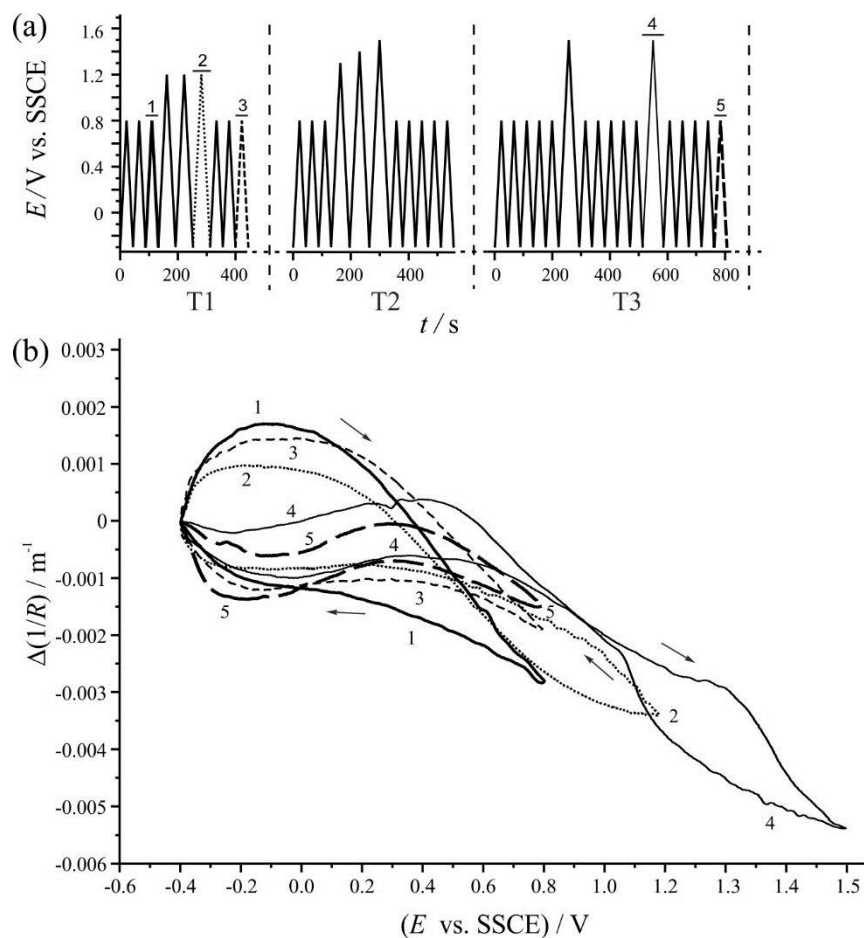 (a)
E/V vs. SSCE
1.6
1.2
0.8
0.4
0
1
2
3
4
5
0 200 400
0 200 400
0 200 400 600 800
T1 T2 T3
t / s
(b)
Δ(1/R) / m⁻¹
0.003
0.002
0.001
0
-0.001
-0.002
-0.003
-0.004
-0.005
-0.006
1
3
2
4
5
4
5
3
5
1
2
4
-0.6 -0.4 -0.2 0.0 0.2 0.4 0.6 0.8 1.0 1.2 1.3 1.5
(E vs. SSCE) / V